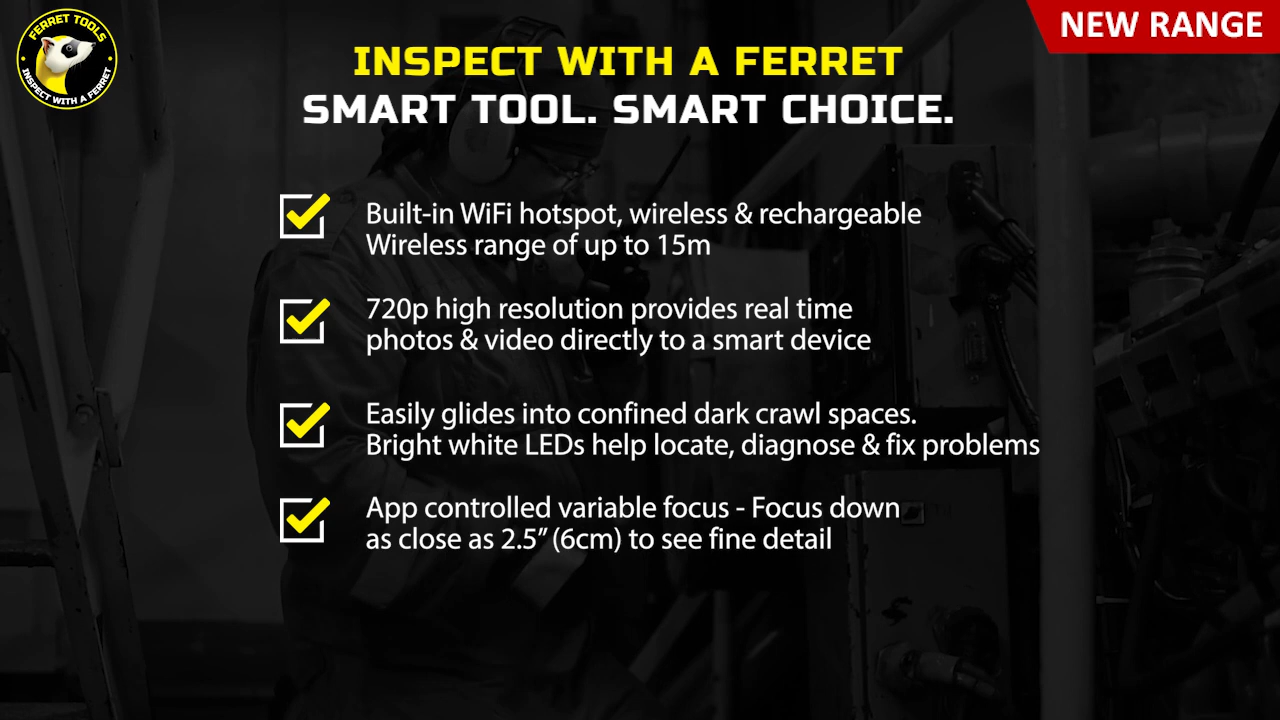 FERRET TOOLS
• INSPECT WITH A FERRET •
NEW RANGE
INSPECT WITH A FERRET
SMART TOOL. SMART CHOICE.
Built-in WiFi hotspot, wireless & rechargeable
Wireless range of up to 15m
720p high resolution provides real time
photos & video directly to a smart device
Easily glides into confined dark crawl spaces.
Bright white LEDs help locate, diagnose & fix problems
App controlled variable focus - Focus down
as close as 2.5” (6cm) to see fine detail